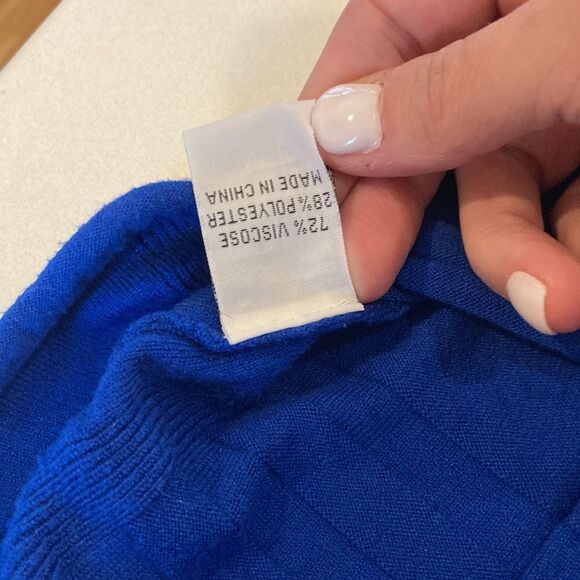 72% VISCOSE
28% POLYESTER
MADE IN CHINA